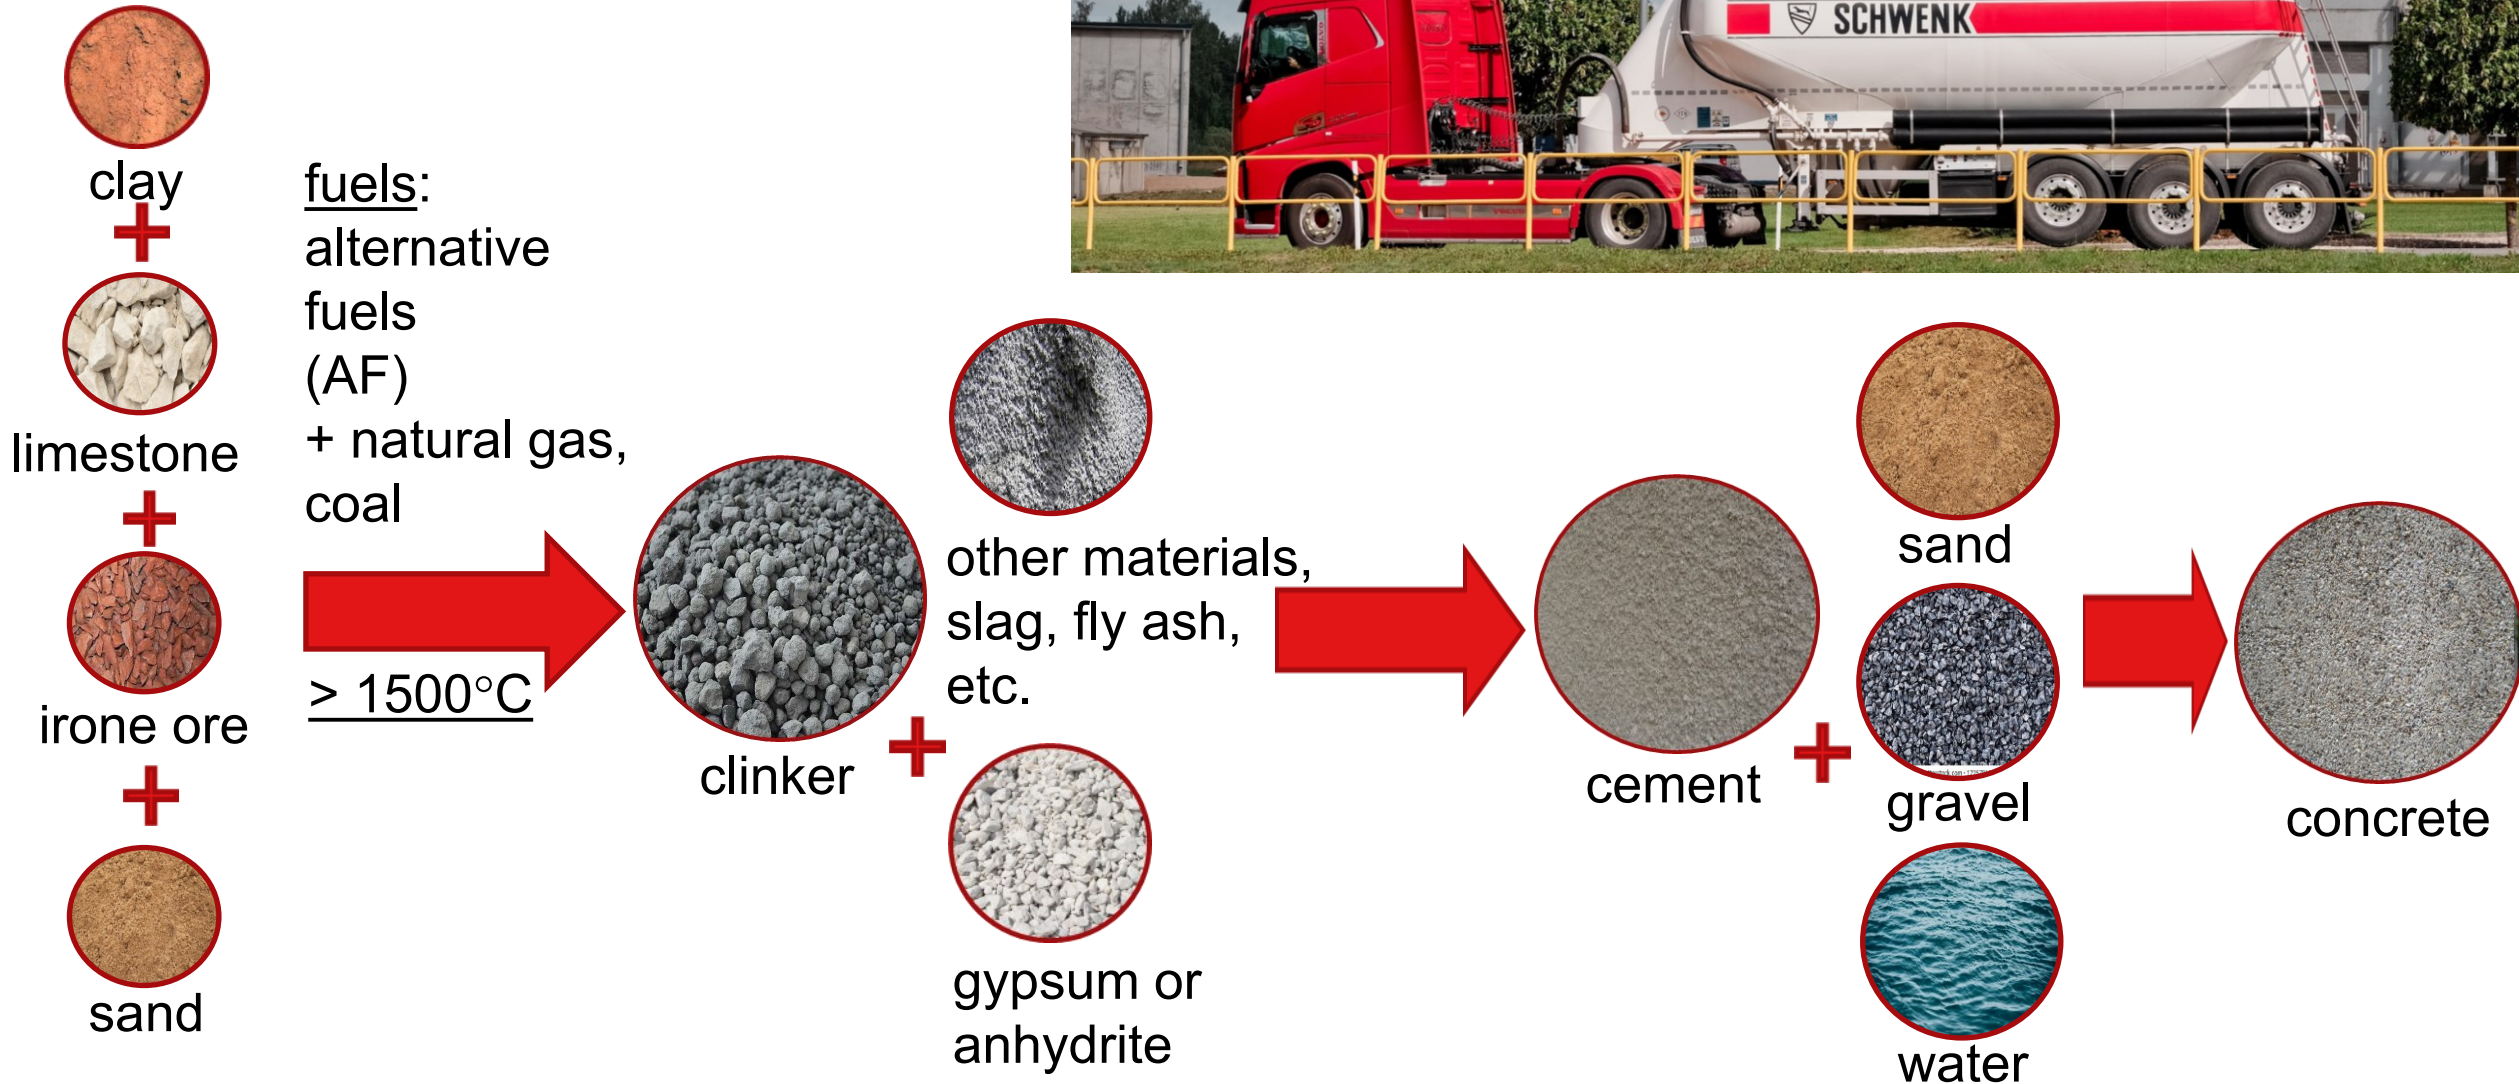 SCHWENK
clay
limestone
irone ore
sand
fuels:
alternative
fuels
(AF)
+ natural gas,
coal
> 1500°C
clinker
other materials,
slag, fly ash,
etc.
gypsum or
anhydrite
cement
sand
gravel
water
concrete